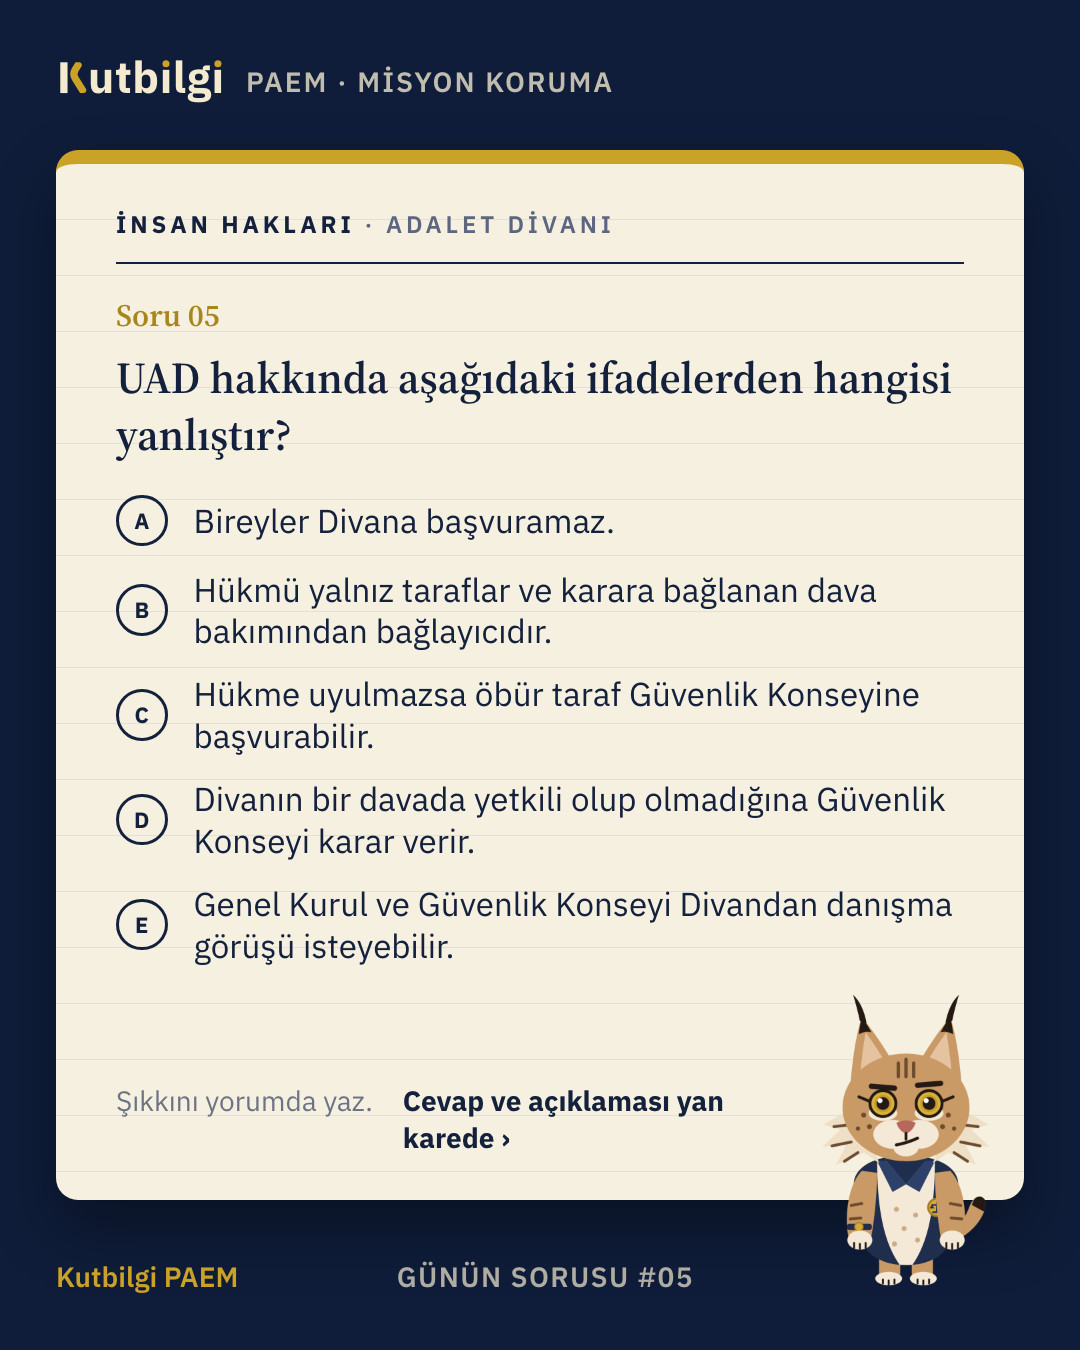 Kutbilgi PAEM · MİSYON KORUMA
İNSAN HAKLARI · ADALET DİVANI
Soru 05
UAD hakkında aşağıdaki ifadelerden hangisi
yanlıştır?
A Bireyler Divana başvuramaz.
B Hükmü yalnız taraflar ve karara bağlanan dava
bakımından bağlayıcıdır.
C Hükme uyulmazsa öbür taraf Güvenlik Konseyine
başvurabilir.
D Divanın bir davada yetkili olup olmadığına Güvenlik
Konseyi karar verir.
E Genel Kurul ve Güvenlik Konseyi Divandan danışma
görüşü isteyebilir.
Şıkkını yorumda yaz. Cevap ve açıklaması yan
karede ›
Kutbilgi PAEM GÜNÜN SORUSU #05